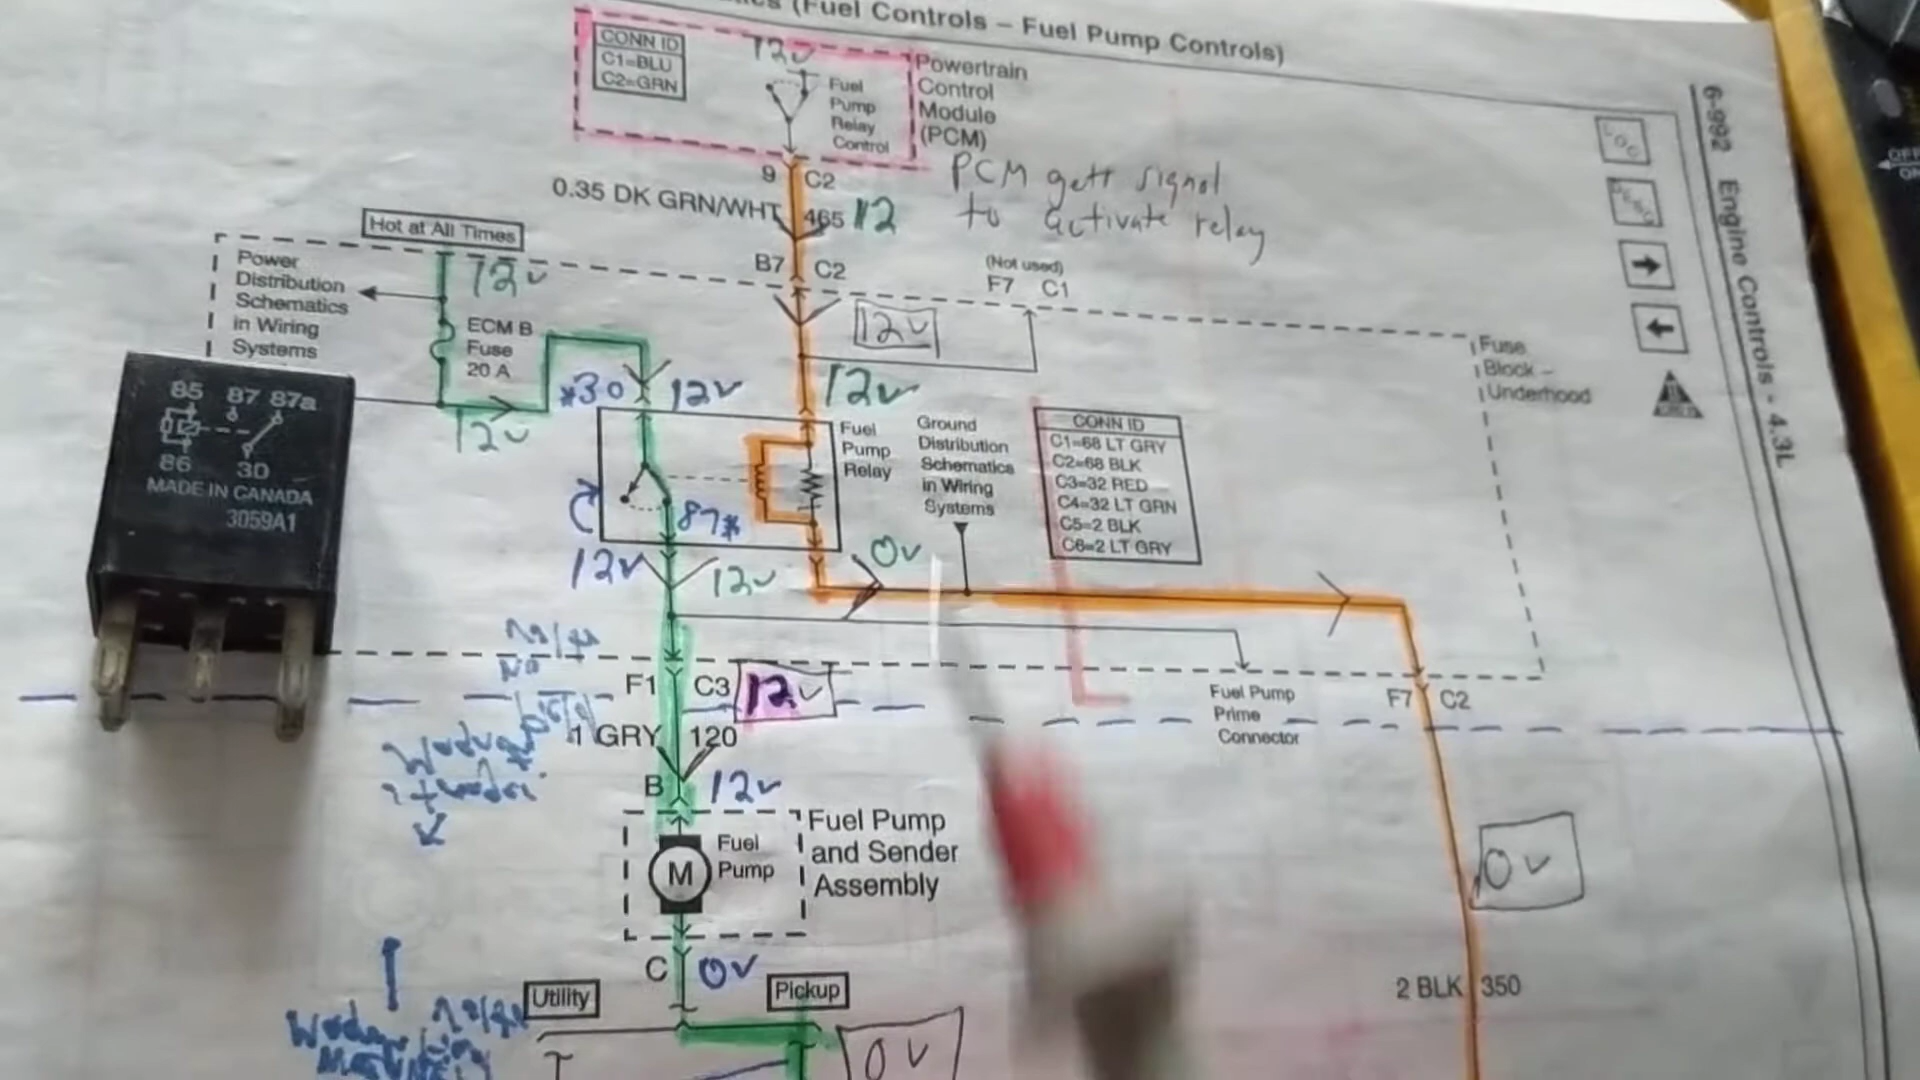 (Fuel Controls – Fuel Pump Controls)
CONN ID
C1=BLU
C2=GRN
12v
Fuel
Pump
Relay
Control
Powertrain
Control
Module
(PCM)
9 C2
0.35 DK GRN/WHT 465 12
PCM gett signal
to activate relay
B7 C2
(Not used)
F7 C1
Hot at All Times
Power
Distribution
Schematics
in Wiring
Systems
12v
ECM B
Fuse
20 A
12v
12v
*30 12v
12v
Fuse
Block –
Underhood
85 87 87a
86 30
MADE IN CANADA
3059A1
Fuel
Pump
Relay
Ground
Distribution
Schematics
in Wiring
Systems
CONN ID
C1=68 LT GRY
C2=68 BLK
C3=32 RED
C4=32 LT GRN
C5=2 BLK
C6=2 LT GRY
87*
12v 12v
0v
F1 C3 12v
1 GRY 120
B 12v
Fuel Pump
Prime
Connector
F7 C2
Fuel
Pump
M
Fuel Pump
and Sender
Assembly
C 0v
Utility
Pickup
0v
0v
2 BLK 350
6-992 Engine Controls - 4.3L
LOC
DESC
OFF